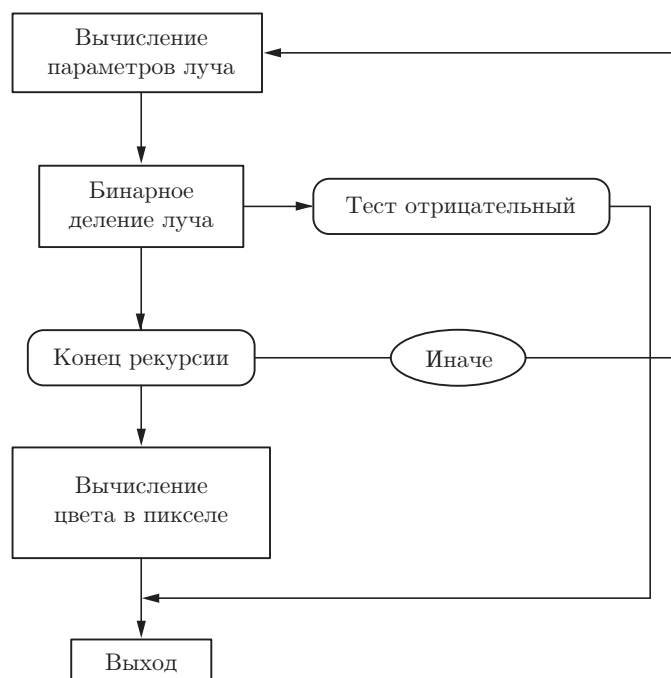 Вычисление
параметров луча
Бинарное
деление луча
Тест отрицательный
Конец рекурсии
Иначе
Вычисление
цвета в пикселе
Выход